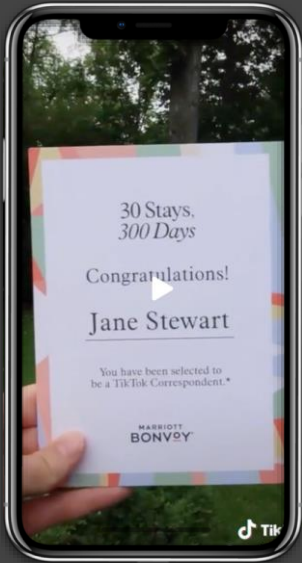 30 Stays,
300 Days
Congratulations!
Jane Stewart
You have been selected to
be a TikTok Correspondent.*
MARRIOTT
BONVOY
Tik